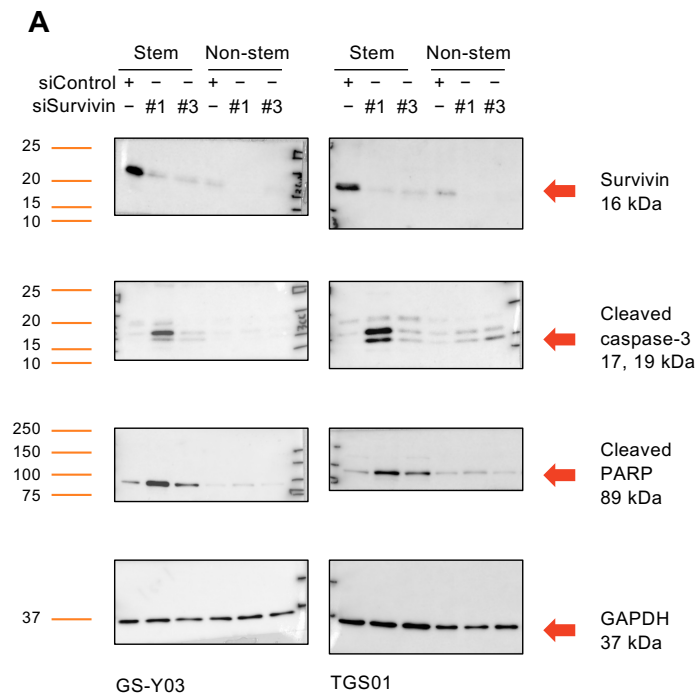 A
Stem Non-stem Stem Non-stem
siControl + – – + – – + – – + – –
siSurvivin – #1 #3 – #1 #3 – #1 #3 – #1 #3
25
20
15
10
Survivin
16 kDa
25
20
15
10
Cleaved
caspase-3
17, 19 kDa
250
150
100
75
Cleaved
PARP
89 kDa
37
GAPDH
37 kDa
GS-Y03 TGS01